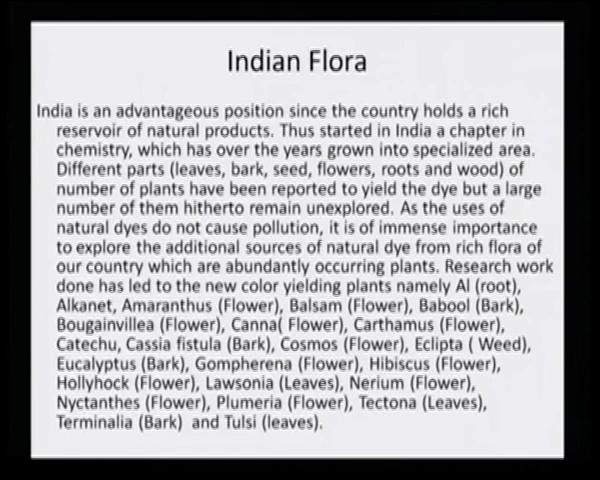 Indian Flora
India is an advantageous position since the country holds a rich
reservoir of natural products. Thus started in India a chapter in
chemistry, which has over the years grown into specialized area.
Different parts (leaves, bark, seed, flowers, roots and wood) of
number of plants have been reported to yield the dye but a large
number of them hitherto remain unexplored. As the uses of
natural dyes do not cause pollution, it is of immense importance
to explore the additional sources of natural dye from rich flora of
our country which are abundantly occurring plants. Research work
done has led to the new color yielding plants namely Al (root),
Alkanet, Amaranthus (Flower), Balsam (Flower), Babool (Bark),
Bougainvillea (Flower), Canna( Flower), Carthamus (Flower),
Catechu, Cassia fistula (Bark), Cosmos (Flower), Eclipta ( Weed),
Eucalyptus (Bark), Gompherena (Flower), Hibiscus (Flower),
Hollyhock (Flower), Lawsonia (Leaves), Nerium (Flower),
Nyctanthes (Flower), Plumeria (Flower), Tectona (Leaves),
Terminalia (Bark)  and Tulsi (leaves).